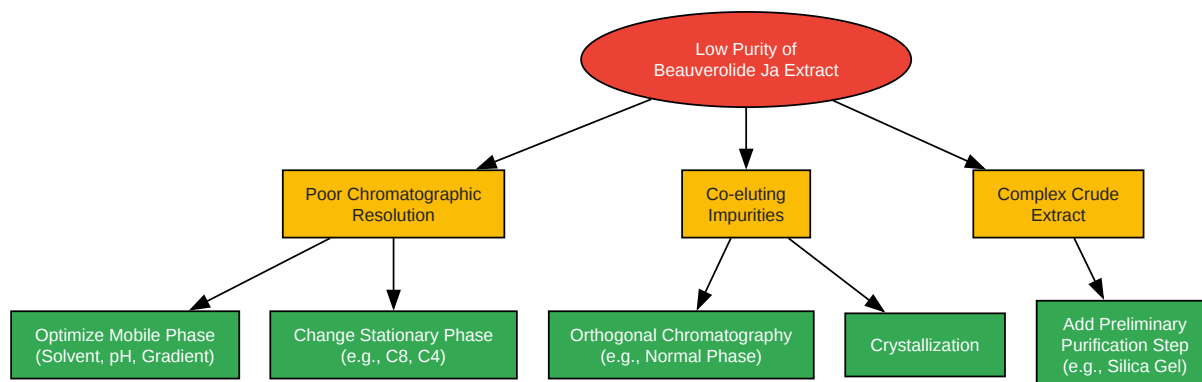 Low Purity of
Beauverolide Ja Extract
Poor Chromatographic
Resolution
Co-eluting
Impurities
Complex Crude
Extract
Optimize Mobile Phase
(Solvent, pH, Gradient)
Change Stationary Phase
(e.g., C8, C4)
Orthogonal Chromatography
(e.g., Normal Phase)
Crystallization
Add Preliminary
Purification Step
(e.g., Silica Gel)